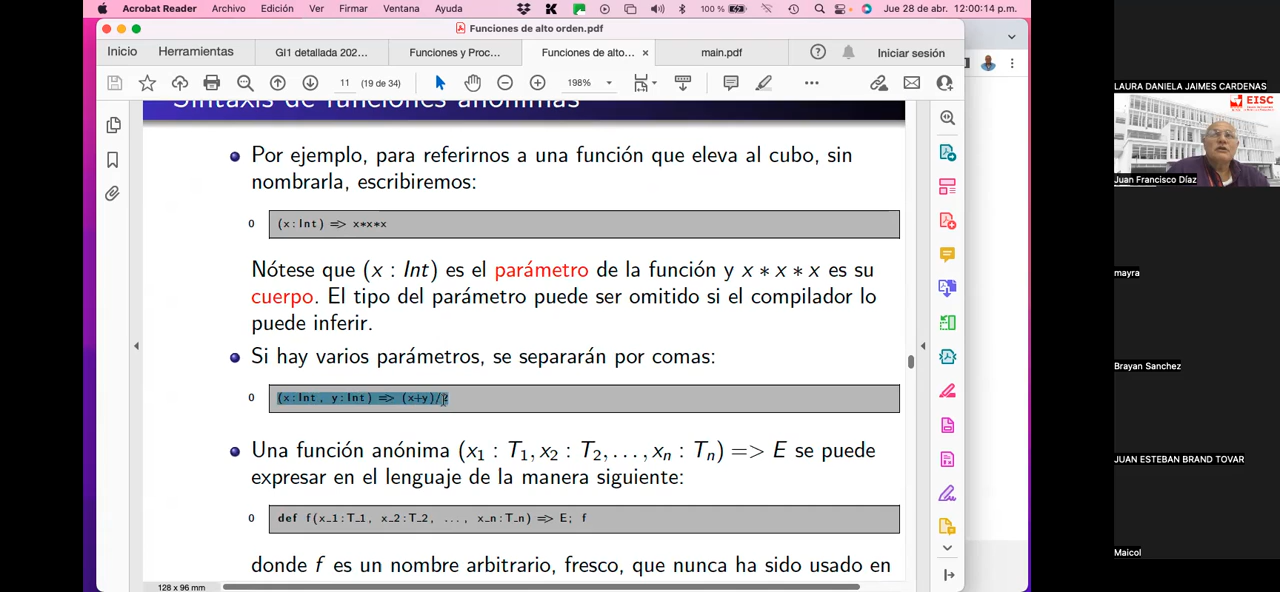 Acrobat Reader Archivo Edición Ver Firmar Ventana Ayuda 100 % Jue 28 de abr. 12:00:14 p.m.
Funciones de alto orden.pdf
Inicio Herramientas GI1 detallada 202... Funciones y Proc... Funciones de alto... × main.pdf Iniciar sesión
11 (19 de 34) 198%
Sintaxis de funciones anónimas
Por ejemplo, para referirnos a una función que eleva al cubo, sin
nombrarla, escribiremos:
0 (x:Int) => x*x*x
Nótese que (x : Int) es el parámetro de la función y x * x * x es su
cuerpo. El tipo del parámetro puede ser omitido si el compilador lo
puede inferir.
Si hay varios parámetros, se separarán por comas:
0 (x:Int, y:Int) => (x+y)/2
Una función anónima (x1 : T1, x2 : T2, . . . , xn : Tn) => E se puede
expresar en el lenguaje de la manera siguiente:
0 def f(x_1:T_1, x_2:T_2, ..., x_n:T_n) => E; f
donde f es un nombre arbitrario, fresco, que nunca ha sido usado en
128 x 96 mm
LAURA DANIELA JAIMES CARDENAS
EISC
Juan Francisco Díaz
mayra
Brayan Sanchez
JUAN ESTEBAN BRAND TOVAR
Maicol